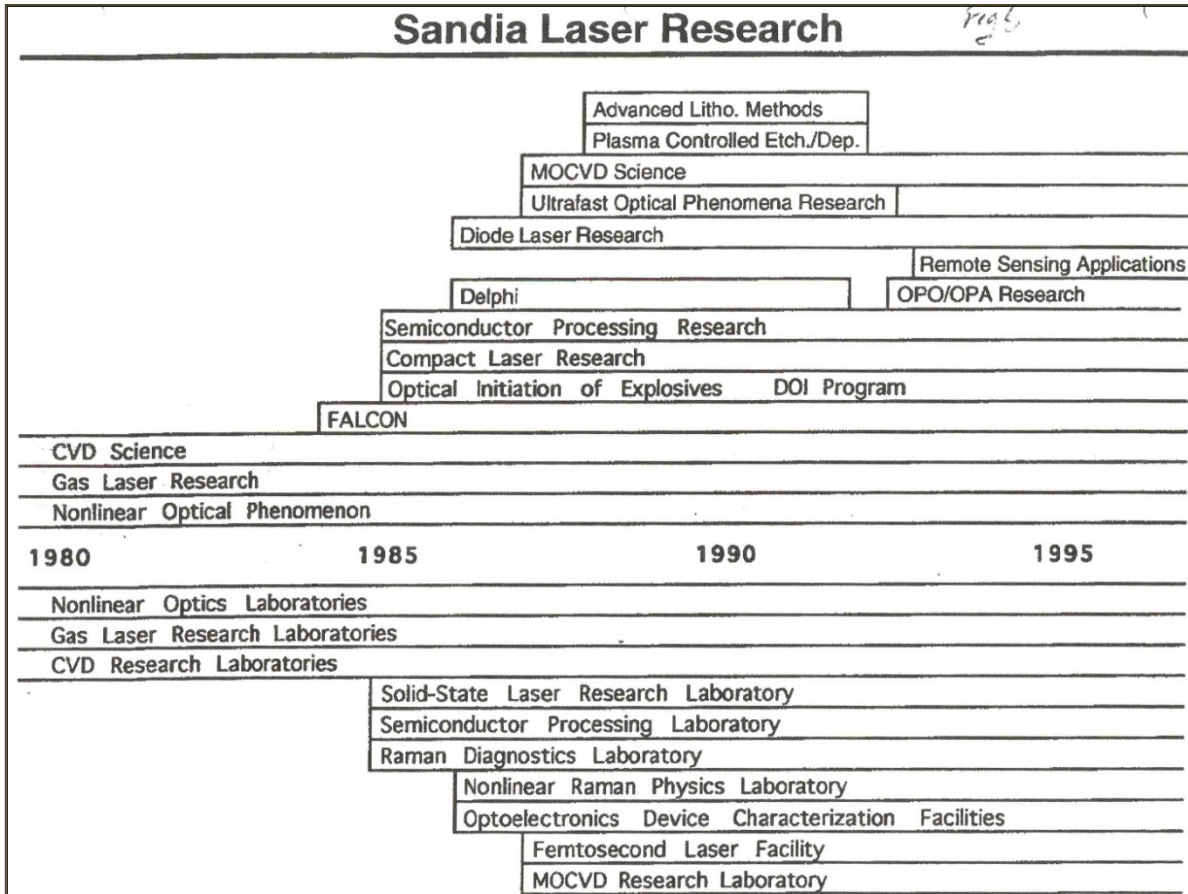 Sandia Laser Research
Advanced Litho. Methods
Plasma Controlled Etch./Dep.
MOCVD Science
Ultrafast Optical Phenomena Research
Diode Laser Research
Remote Sensing Applications
Delphi OPO/OPA Research
Semiconductor Processing Research
Compact Laser Research
Optical Initiation of Explosives DOI Program
FALCON
CVD Science
Gas Laser Research
Nonlinear Optical Phenomenon
1980 1985 1990 1995
Nonlinear Optics Laboratories
Gas Laser Research Laboratories
CVD Research Laboratories
Solid-State Laser Research Laboratory
Semiconductor Processing Laboratory
Raman Diagnostics Laboratory
Nonlinear Raman Physics Laboratory
Optoelectronics Device Characterization Facilities
Femtosecond Laser Facility
MOCVD Research Laboratory